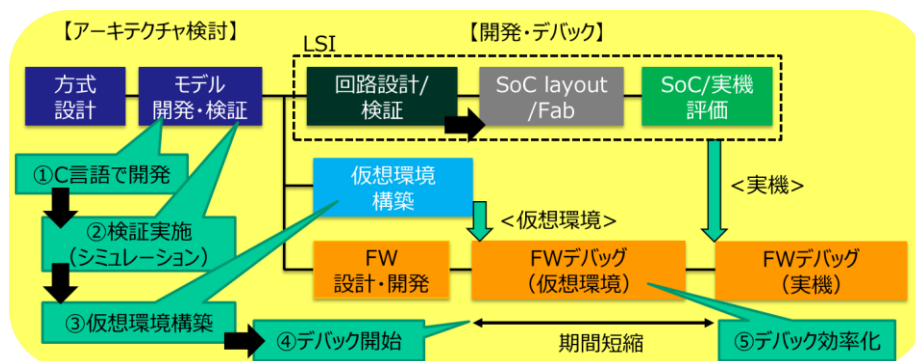 【アーキテクチャ検討】
【開発・デバック】
LSI
方式
設計
モデル
開発・検証
回路設計/
検証
SoC layout
/Fab
SoC/実機
評価
①C言語で開発
仮想環境
構築
<実機>
<仮想環境>
②検証実施
(シミュレーション)
FW
設計・開発
FWデバッグ
(仮想環境)
FWデバッグ
(実機)
③仮想環境構築
④デバック開始
期間短縮
⑤デバック効率化